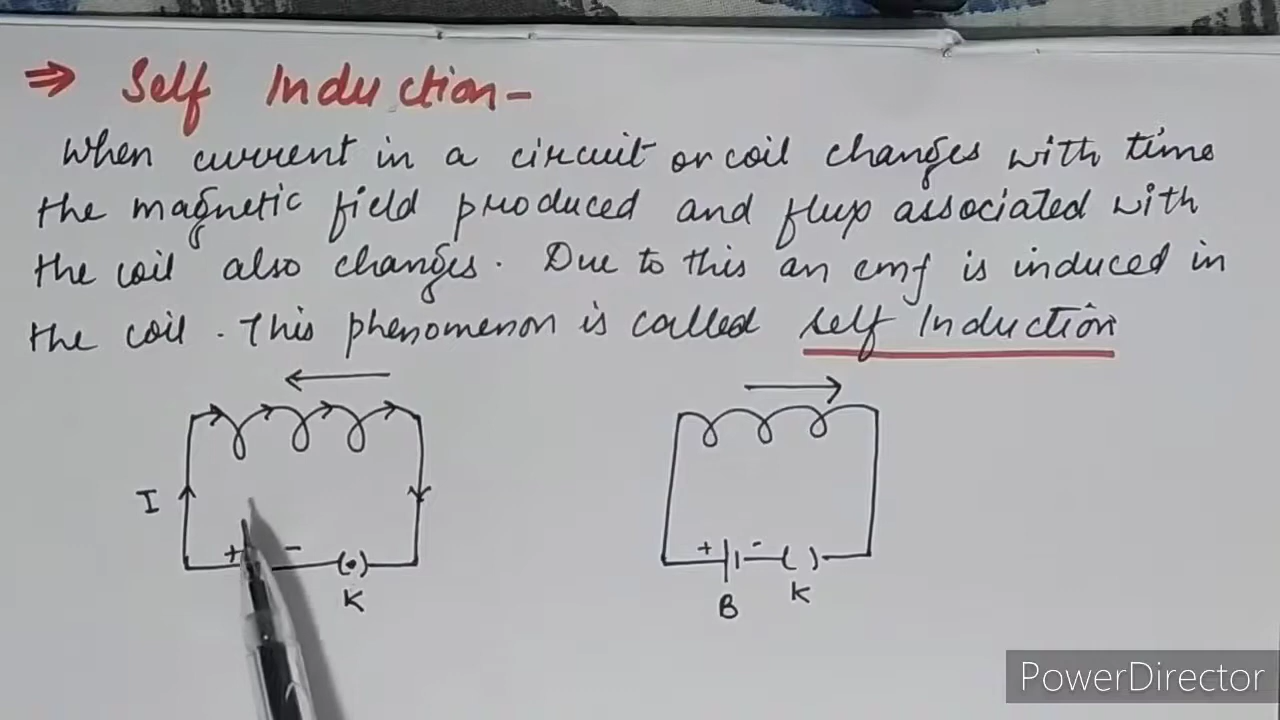 ⇒ Self Induction -
When current in a circuit or coil changes with time
the magnetic field produced and flux associated with
the coil also changes. Due to this an emf is induced in
the coil. This phenomenon is called self Induction
I
+ -
K
+ -
B
K
PowerDirector